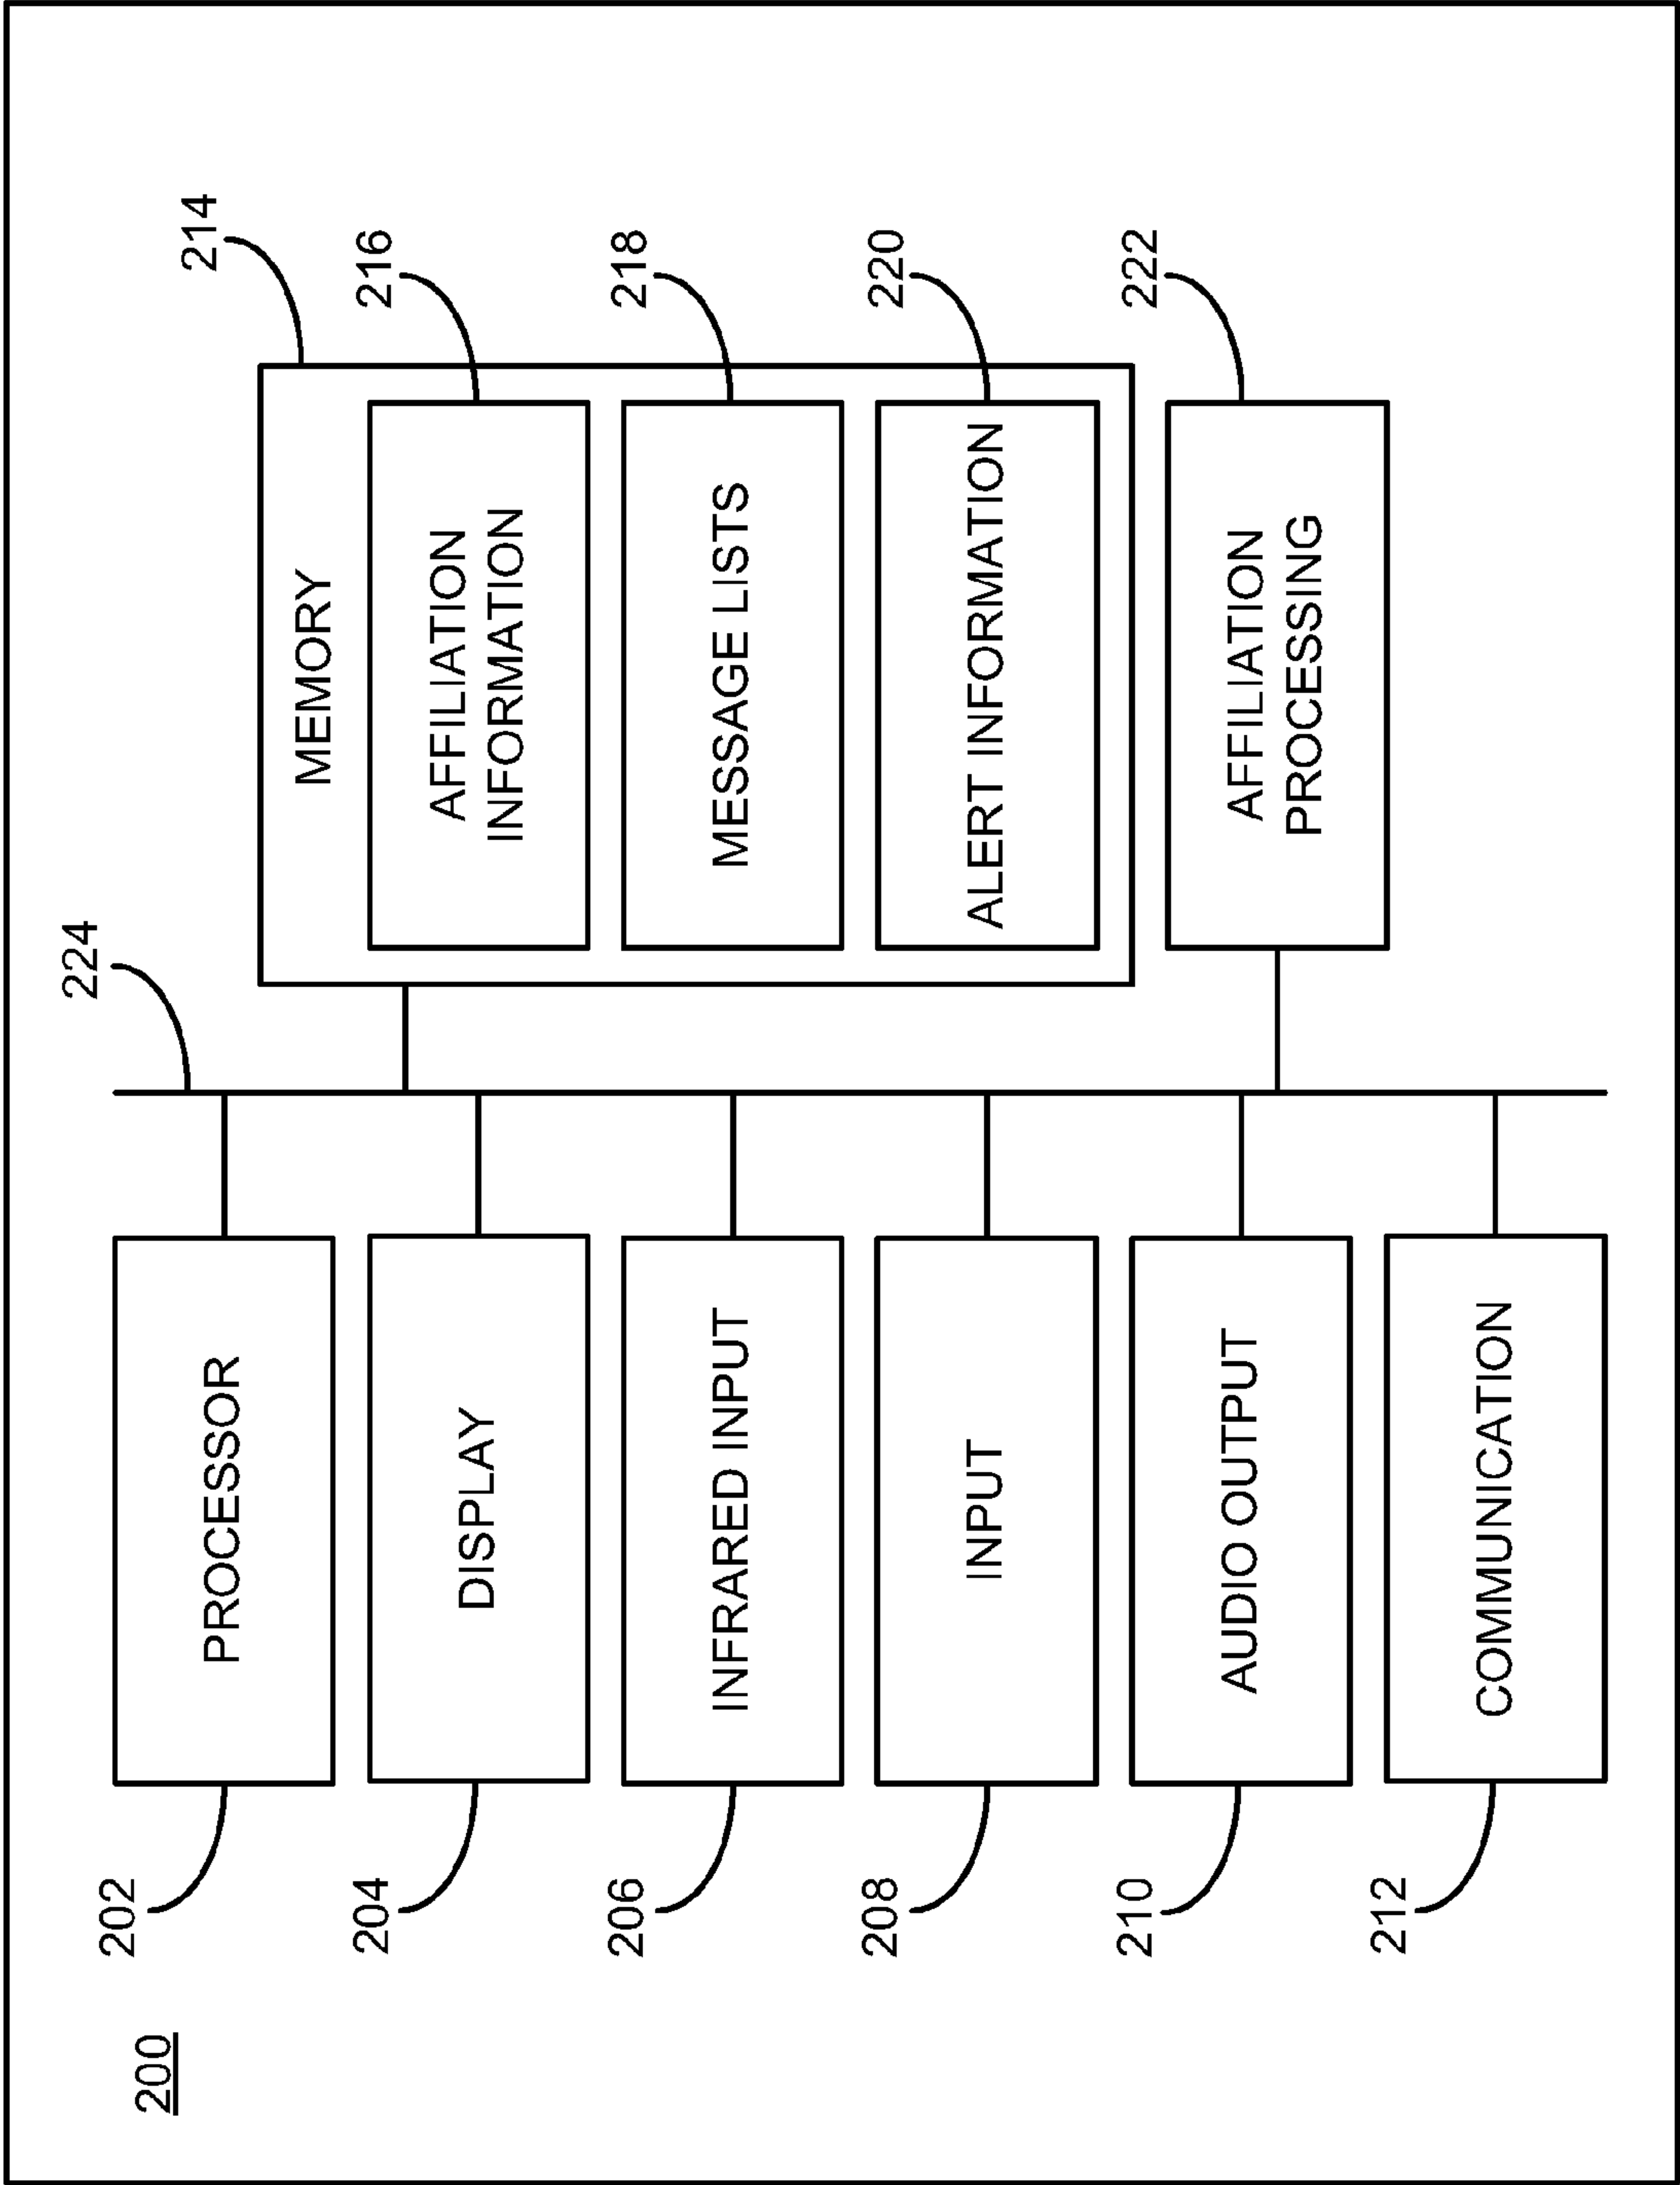 200
202
PROCESSOR
204
DISPLAY
206
INFRARED INPUT
208
INPUT
210
AUDIO OUTPUT
212
COMMUNICATION
224
214
MEMORY
216
AFFILIATION
INFORMATION
218
MESSAGE LISTS
220
ALERT INFORMATION
222
AFFILIATION
PROCESSING